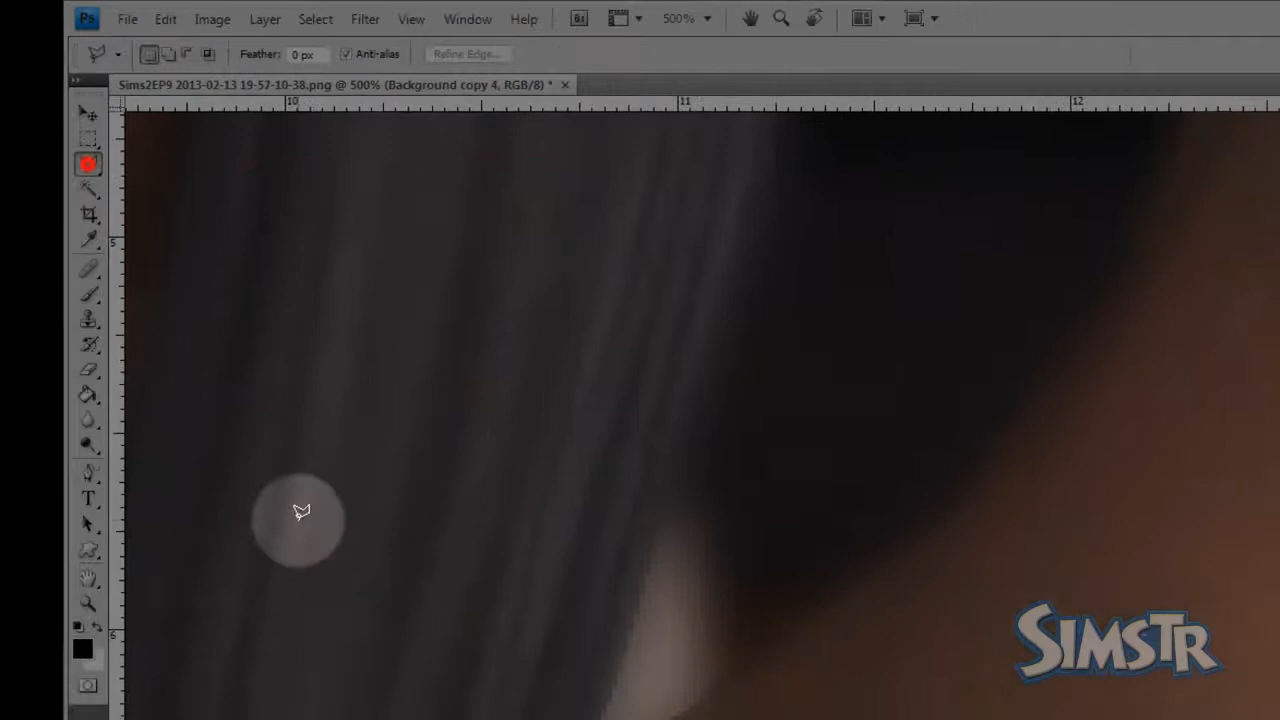 Ps File Edit Image Layer Select Filter View Window Help Br 500%
Feather: 0 px Anti-alias Refine Edge...
Sims2EP9 2013-02-13 19-57-10-38.png @ 500% (Background copy 4, RGB/8) *
10 11 12
5
T
6
SIMSTR